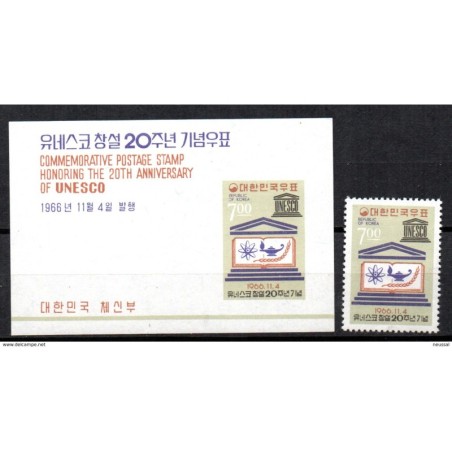 유네스코 창설 20주년 기념우표
COMMEMORATIVE POSTAGE STAMP
HONORING THE 20TH ANNIVERSARY
OF UNESCO
1966년 11월 4일 발행
대한민국우표
REPUBLIC
OF KOREA
7.00
UNESCO
1966.11.4
유네스코창설20주년기념
대한민국 체신부
대한민국우표
REPUBLIC
OF KOREA
7.00
UNESCO
1966.11.4
유네스코창설20주년기념
neussal